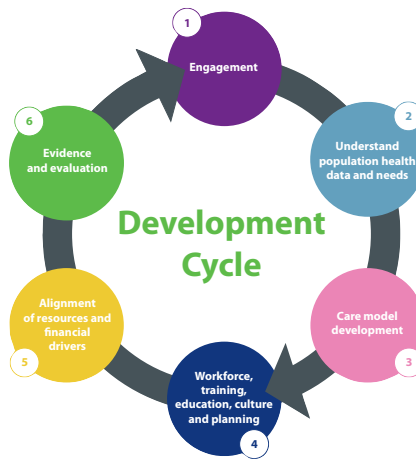 1
Engagement
2
Understand
population health
data and needs
3
Care model
development
4
Workforce,
training,
education, culture
and planning
5
Alignment
of resources and
financial
drivers
6
Evidence
and evaluation
Development
Cycle